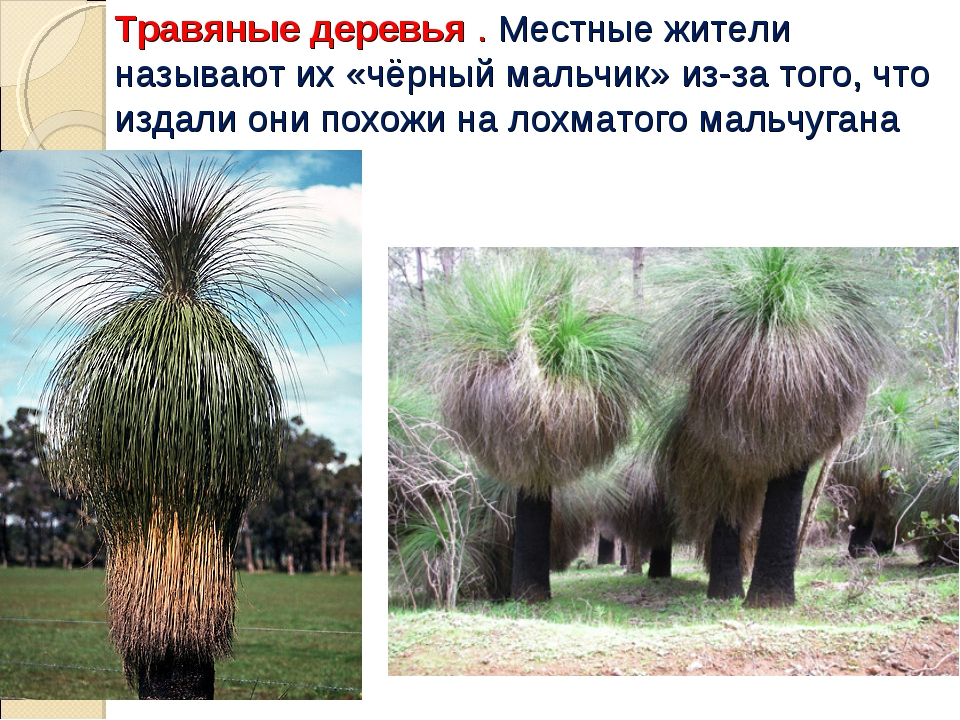 Травяные деревья . Местные жители
называют их «чёрный мальчик» из-за того, что
издали они похожи на лохматого мальчугана